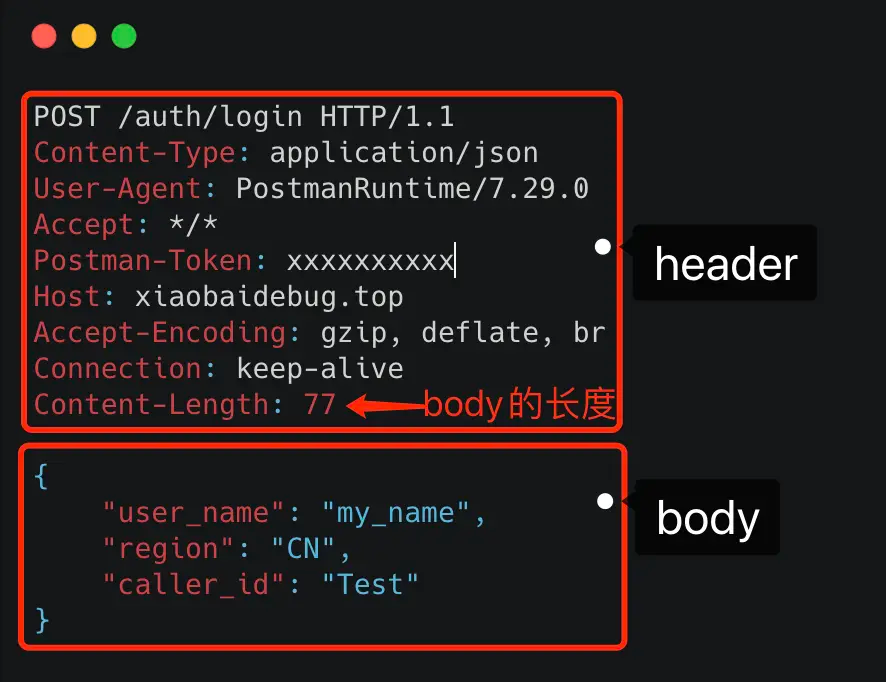 POST /auth/login HTTP/1.1
Content-Type: application/json
User-Agent: PostmanRuntime/7.29.0
Accept: */*
Postman-Token: xxxxxxxxxx
header
Host: xiaobaidebug.top
Accept-Encoding: gzip, deflate, br
Connection: keep-alive
Content-Length: 77 body的长度
{
    "user_name": "my_name",
body
    "region": "CN",
    "caller_id": "Test"
}